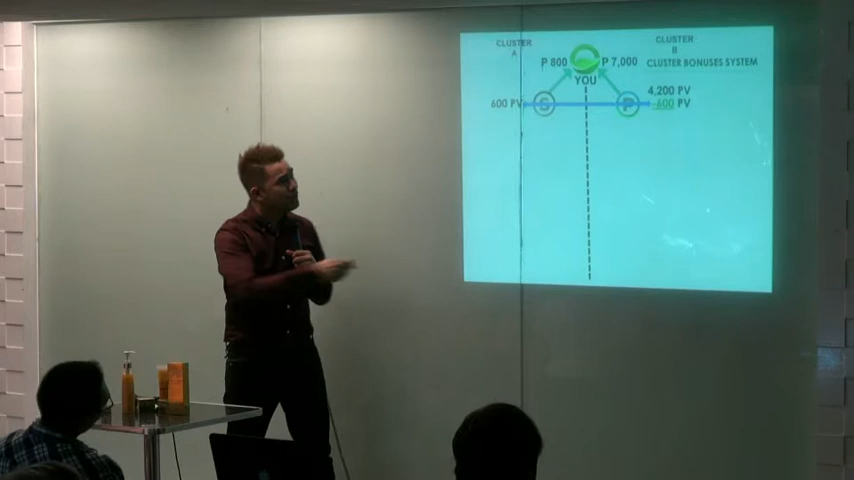 CLUSTER
A
CLUSTER
B
CLUSTER BONUSES SYSTEM
P 800
P 7,000
YOU
600 PV
S
P
4,200 PV
-600 PV